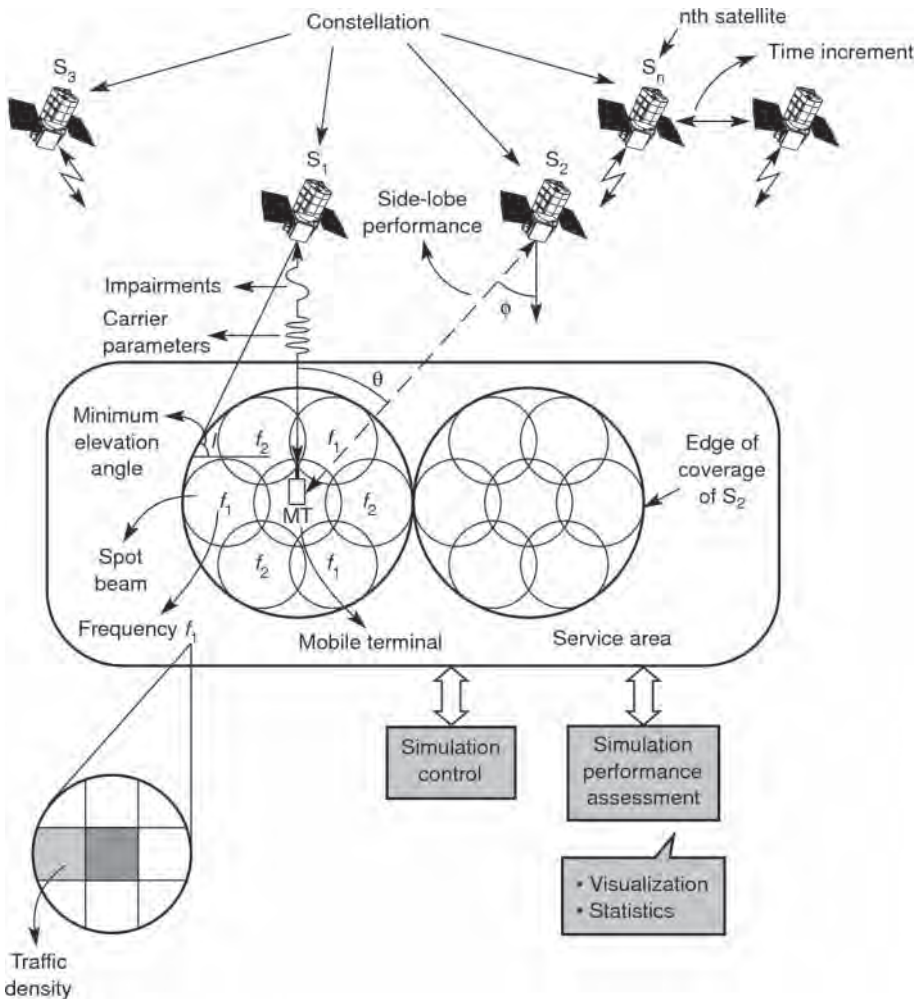 Constellation
nth satellite
Time increment
S3
Sn
S1
S2
Side-lobe
performance
Impairments
Carrier
parameters
ϕ
θ
Minimum
elevation
angle
f2
f1
Edge of
coverage
of S2
f1
MT
f2
Spot
beam
f2
f1
Frequency f1
Mobile terminal
Service area
Simulation
control
Simulation
performance
assessment
• Visualization
• Statistics
Traffic
density